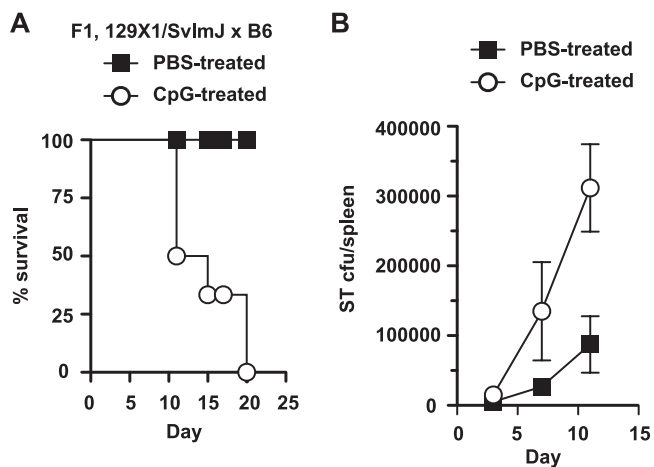 A
F1, 129X1/SvImJ x B6
PBS-treated
CpG-treated
% survival
100
75
50
25
0
0 5 10 15 20 25
Day
B
PBS-treated
CpG-treated
ST cfu/spleen
400000
300000
200000
100000
0
0 5 10 15
Day